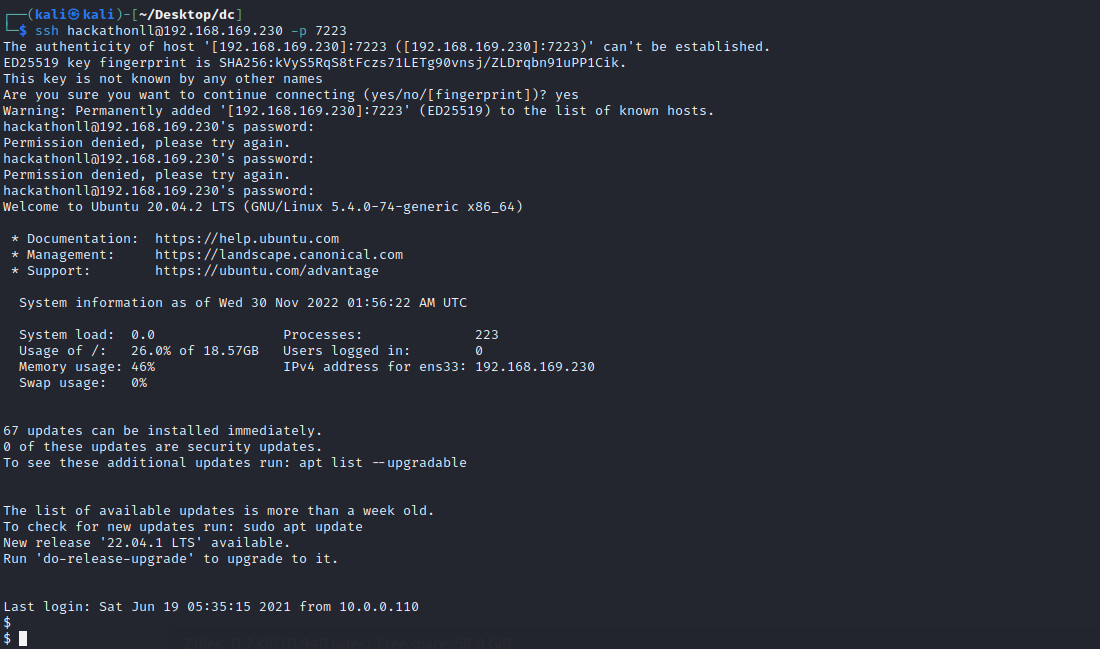 ┌──(kali㉿kali)-[~/Desktop/dc]
└─$ ssh hackathonll@192.168.169.230 -p 7223
The authenticity of host '[192.168.169.230]:7223 ([192.168.169.230]:7223)' can't be established.
ED25519 key fingerprint is SHA256:kVyS5RqS8tFczs71LETg90vnsj/ZLDrqbn91uPP1Cik.
This key is not known by any other names
Are you sure you want to continue connecting (yes/no/[fingerprint])? yes
Warning: Permanently added '[192.168.169.230]:7223' (ED25519) to the list of known hosts.
hackathonll@192.168.169.230's password:
Permission denied, please try again.
hackathonll@192.168.169.230's password:
Permission denied, please try again.
hackathonll@192.168.169.230's password:
Welcome to Ubuntu 20.04.2 LTS (GNU/Linux 5.4.0-74-generic x86_64)

 * Documentation:  https://help.ubuntu.com
 * Management:     https://landscape.canonical.com
 * Support:        https://ubuntu.com/advantage

  System information as of Wed 30 Nov 2022 01:56:22 AM UTC

  System load:  0.0                Processes:              223
  Usage of /:   26.0% of 18.57GB   Users logged in:        0
  Memory usage: 46%                IPv4 address for ens33: 192.168.169.230
  Swap usage:   0%

67 updates can be installed immediately.
0 of these updates are security updates.
To see these additional updates run: apt list --upgradable

The list of available updates is more than a week old.
To check for new updates run: sudo apt update
New release '22.04.1 LTS' available.
Run 'do-release-upgrade' to upgrade to it.

Last login: Sat Jun 19 05:35:15 2021 from 10.0.0.110
$
$